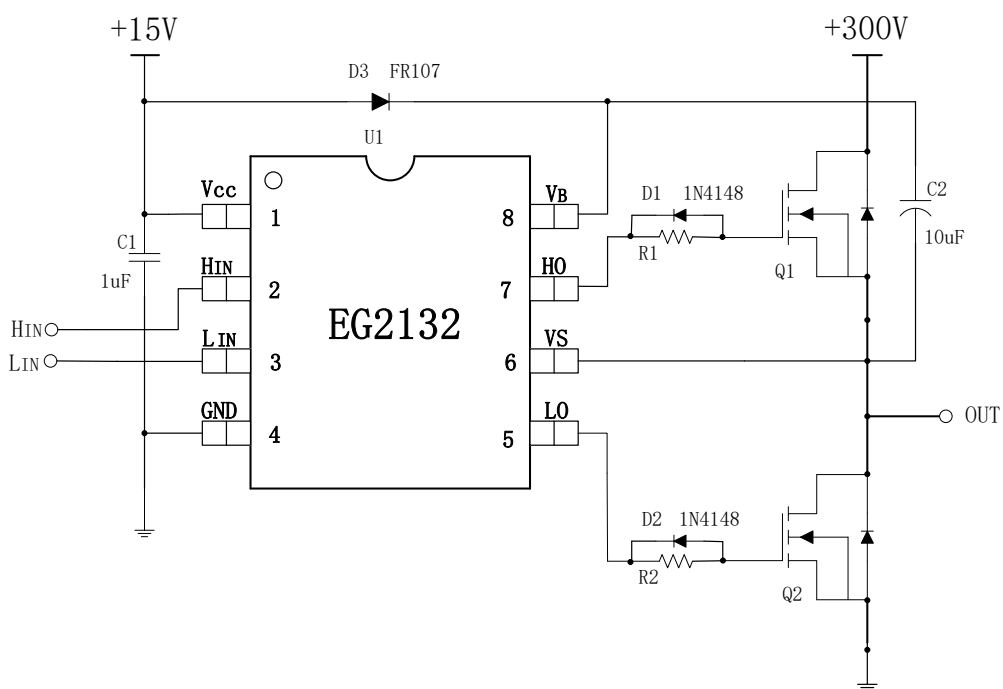 +15V
+300V
D3 FR107
U1
Vcc
1
VB
8
D1 1N4148
R1
C2
10uF
C1
1uF
HIN
2
HO
7
Q1
HIN
EG2132
LIN
LIN
3
VS
6
GND
4
LO
5
OUT
D2 1N4148
R2
Q2